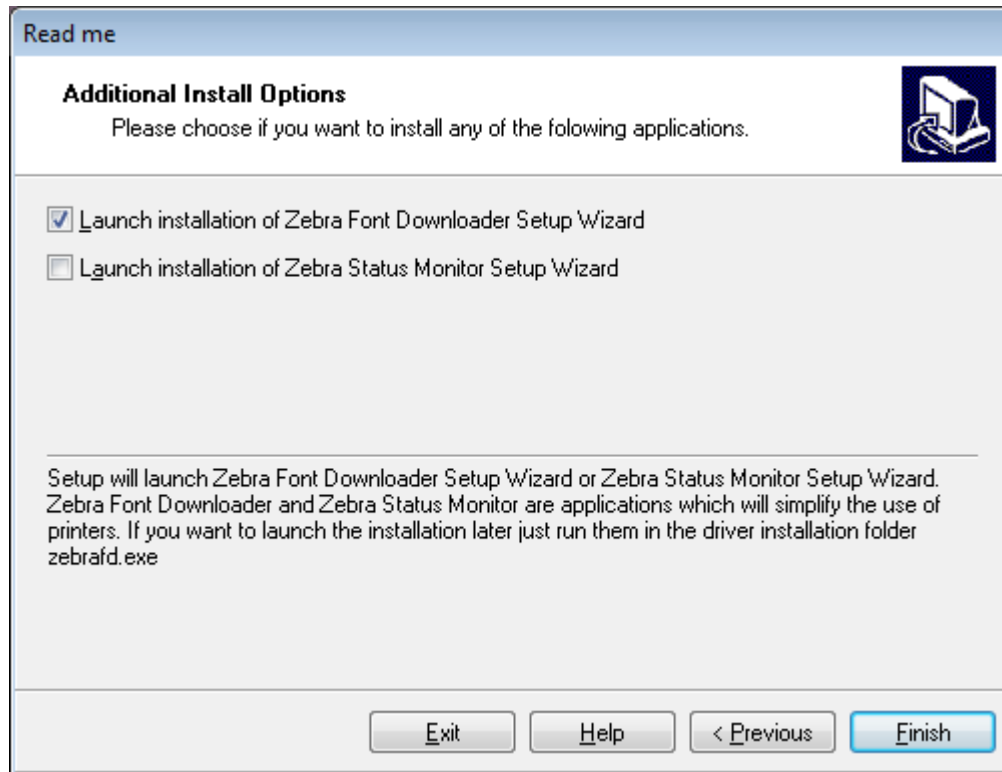 Read me
Additional Install Options
Please choose if you want to install any of the folowing applications.
Launch installation of Zebra Font Downloader Setup Wizard
Launch installation of Zebra Status Monitor Setup Wizard
Setup will launch Zebra Font Downloader Setup Wizard or Zebra Status Monitor Setup Wizard.
Zebra Font Downloader and Zebra Status Monitor are applications which will simplify the use of
printers. If you want to launch the installation later just run them in the driver installation folder
zebrafd.exe
Exit Help < Previous Finish